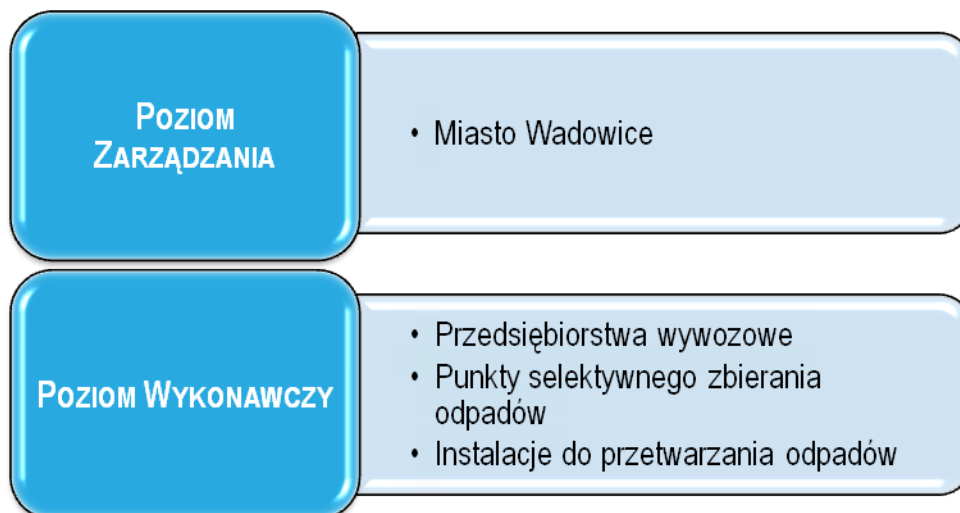 POZIOM
ZARZĄDZANIA
• Miasto Wadowice
POZIOM WYKONAWCZY
• Przedsiębiorstwa wywozowe
• Punkty selektywnego zbierania
odpadów
• Instalacje do przetwarzania odpadów